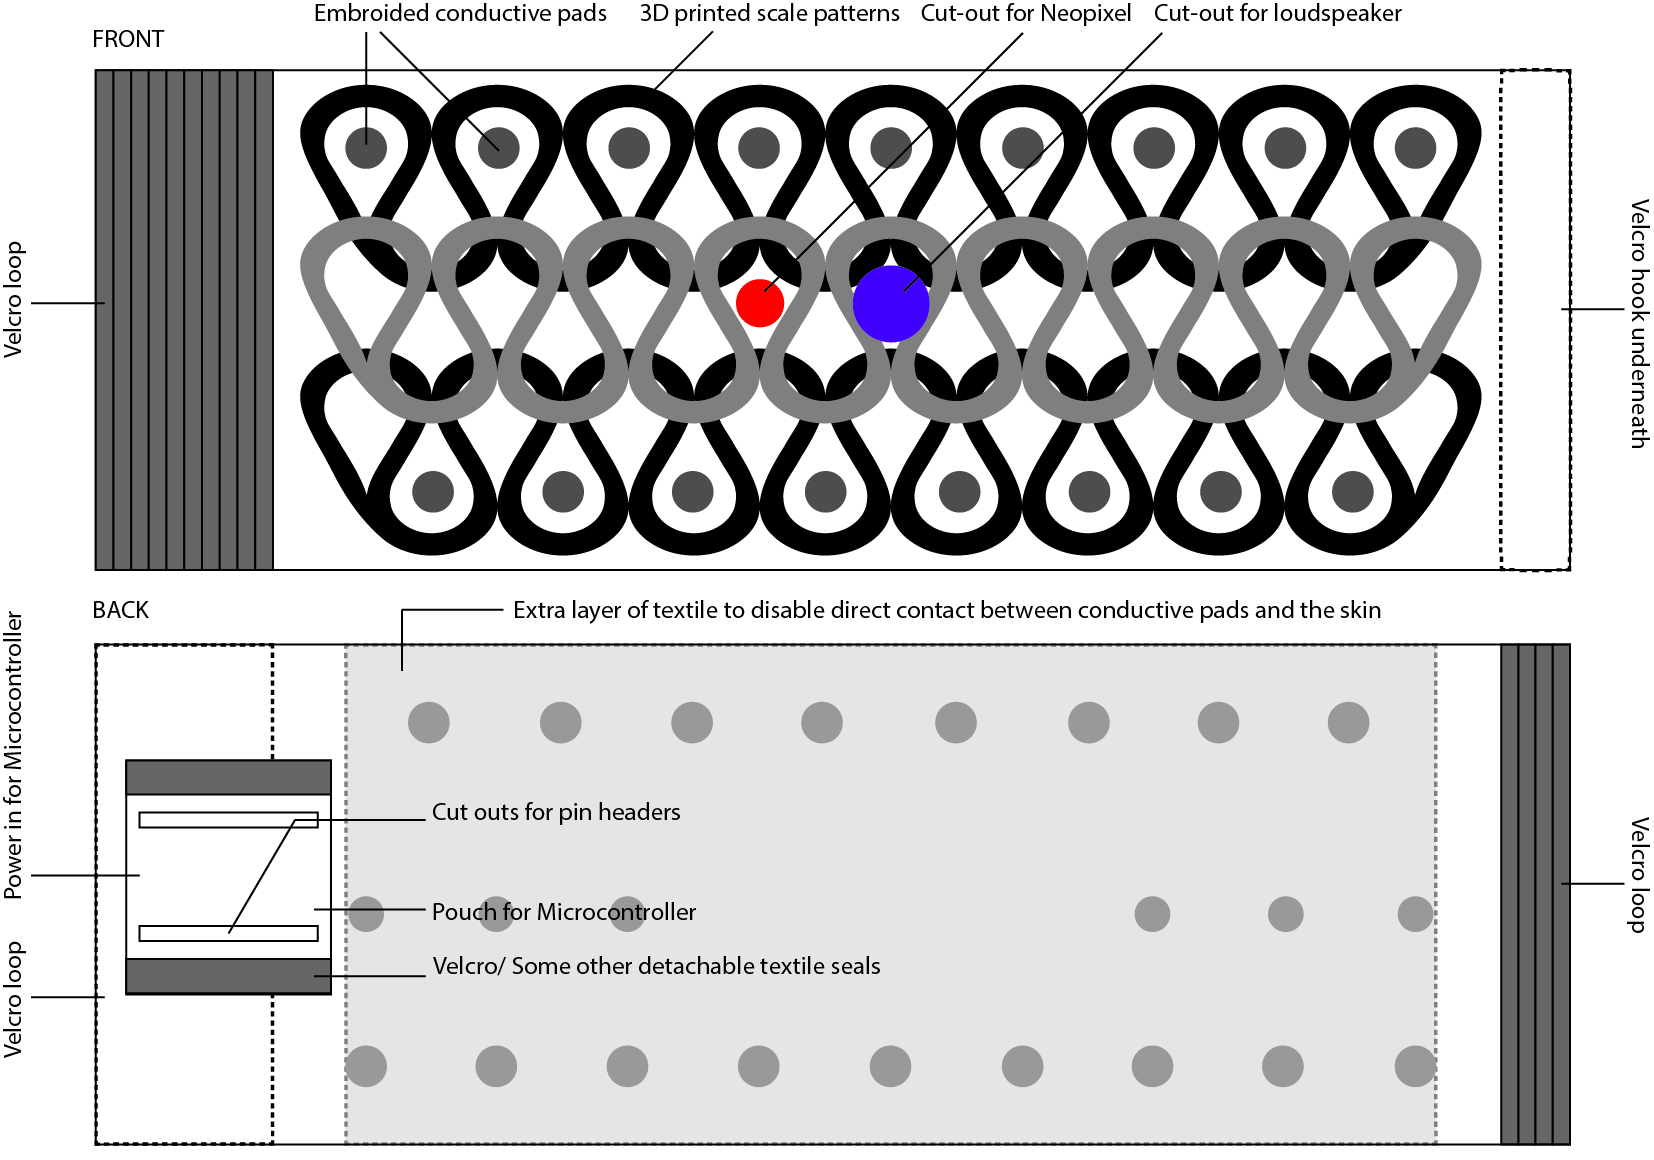 Embroided conductive pads
3D printed scale patterns
Cut-out for Neopixel
Cut-out for loudspeaker
FRONT
Velcro loop
Velcro hook underneath
BACK
Extra layer of textile to disable direct contact between conductive pads and the skin
Power in for Microcontroller
Cut outs for pin headers
Pouch for Microcontroller
Velcro/ Some other detachable textile seals
Velcro loop
Velcro loop